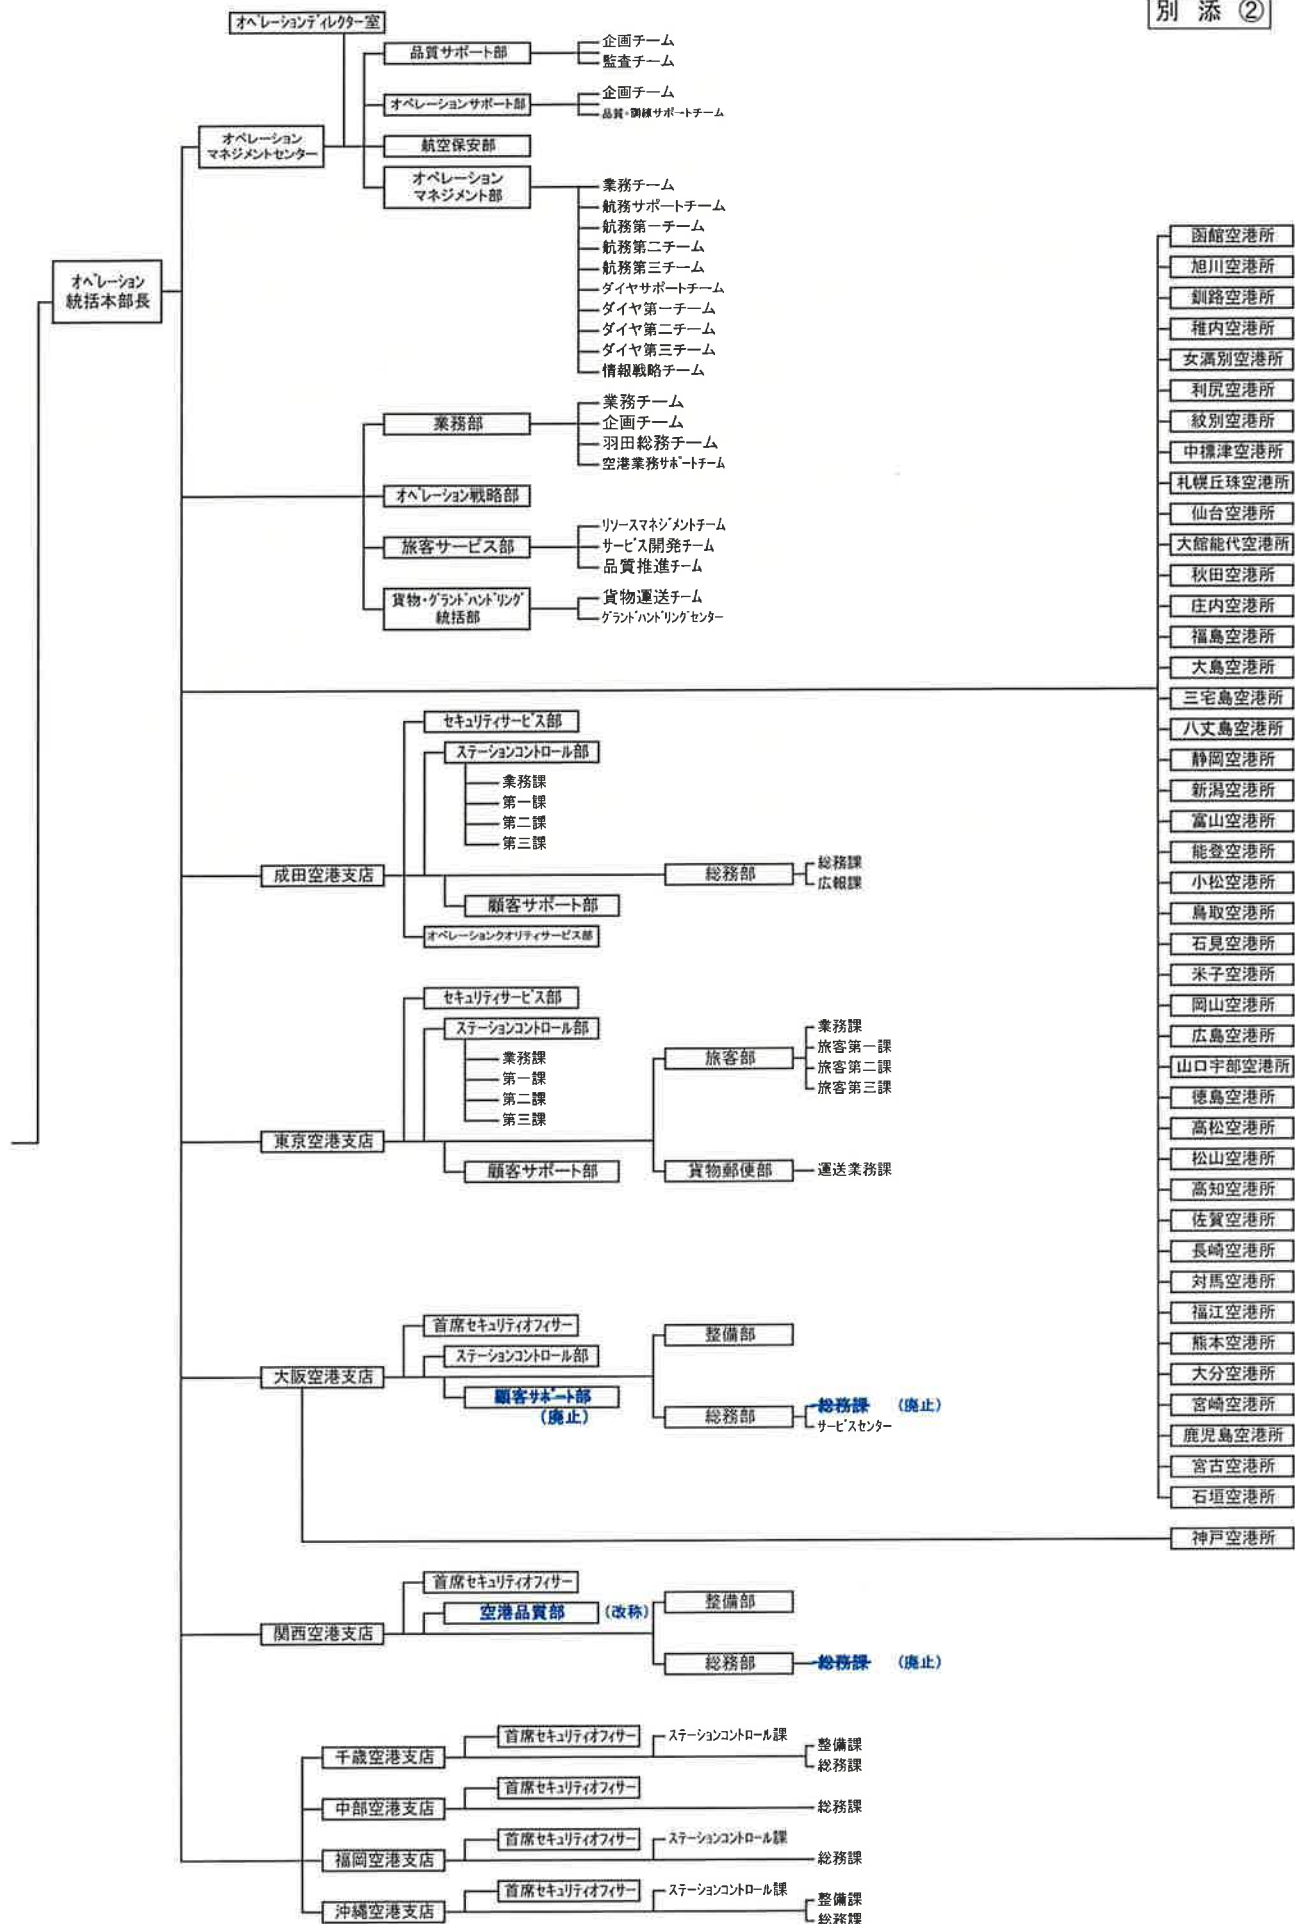 別 添 ②
オペレーションディレクター室
品質サポート部
企画チーム
監査チーム
オペレーションサポート部
企画チーム
品質・訓練サポートチーム
オペレーション
マネジメントセンター
航空保安部
オペレーション
マネジメント部
業務チーム
航務サポートチーム
航務第一チーム
航務第二チーム
航務第三チーム
ダイヤサポートチーム
ダイヤ第一チーム
ダイヤ第二チーム
ダイヤ第三チーム
情報戦略チーム
オペレーション
統括本部長
業務部
業務チーム
企画チーム
羽田総務チーム
空港業務サポートチーム
オペレーション戦略部
旅客サービス部
リソースマネジメントチーム
サービス開発チーム
品質推進チーム
貨物・グランドハンドリング
統括部
貨物運送チーム
グランドハンドリングセンター
函館空港所
旭川空港所
釧路空港所
稚内空港所
女満別空港所
利尻空港所
紋別空港所
中標津空港所
札幌丘珠空港所
仙台空港所
大館能代空港所
秋田空港所
庄内空港所
福島空港所
大島空港所
三宅島空港所
八丈島空港所
静岡空港所
新潟空港所
富山空港所
能登空港所
小松空港所
鳥取空港所
石見空港所
米子空港所
岡山空港所
広島空港所
山口宇部空港所
徳島空港所
高松空港所
松山空港所
高知空港所
佐賀空港所
長崎空港所
対馬空港所
福江空港所
熊本空港所
大分空港所
宮崎空港所
鹿児島空港所
宮古空港所
石垣空港所
神戸空港所
セキュリティサービス部
ステーションコントロール部
業務課
第一課
第二課
第三課
成田空港支店
総務部
総務課
広報課
顧客サポート部
オペレーションクオリティサービス部
セキュリティサービス部
ステーションコントロール部
業務課
第一課
第二課
第三課
東京空港支店
旅客部
業務課
旅客第一課
旅客第二課
旅客第三課
顧客サポート部
貨物郵便部
運送業務課
首席セキュリティオフィサー
ステーションコントロール部
大阪空港支店
顧客サポート部
(廃止)
整備部
総務部
総務課 (廃止)
サービスセンター
首席セキュリティオフィサー
空港品質部 (改称)
関西空港支店
整備部
総務部
総務課 (廃止)
千歳空港支店
首席セキュリティオフィサー
ステーションコントロール課
整備課
総務課
中部空港支店
首席セキュリティオフィサー
総務課
福岡空港支店
首席セキュリティオフィサー
ステーションコントロール課
総務課
沖縄空港支店
首席セキュリティオフィサー
ステーションコントロール課
整備課
総務課